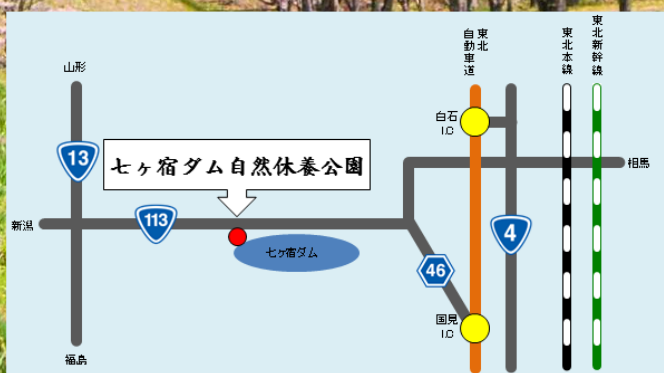 東北新幹線
東北本線
東北
自動車道
山形
白石
I.C
13
七ヶ宿ダム自然休養公園
相馬
新潟
113
4
七ヶ宿ダム
46
国見
I.C
福島